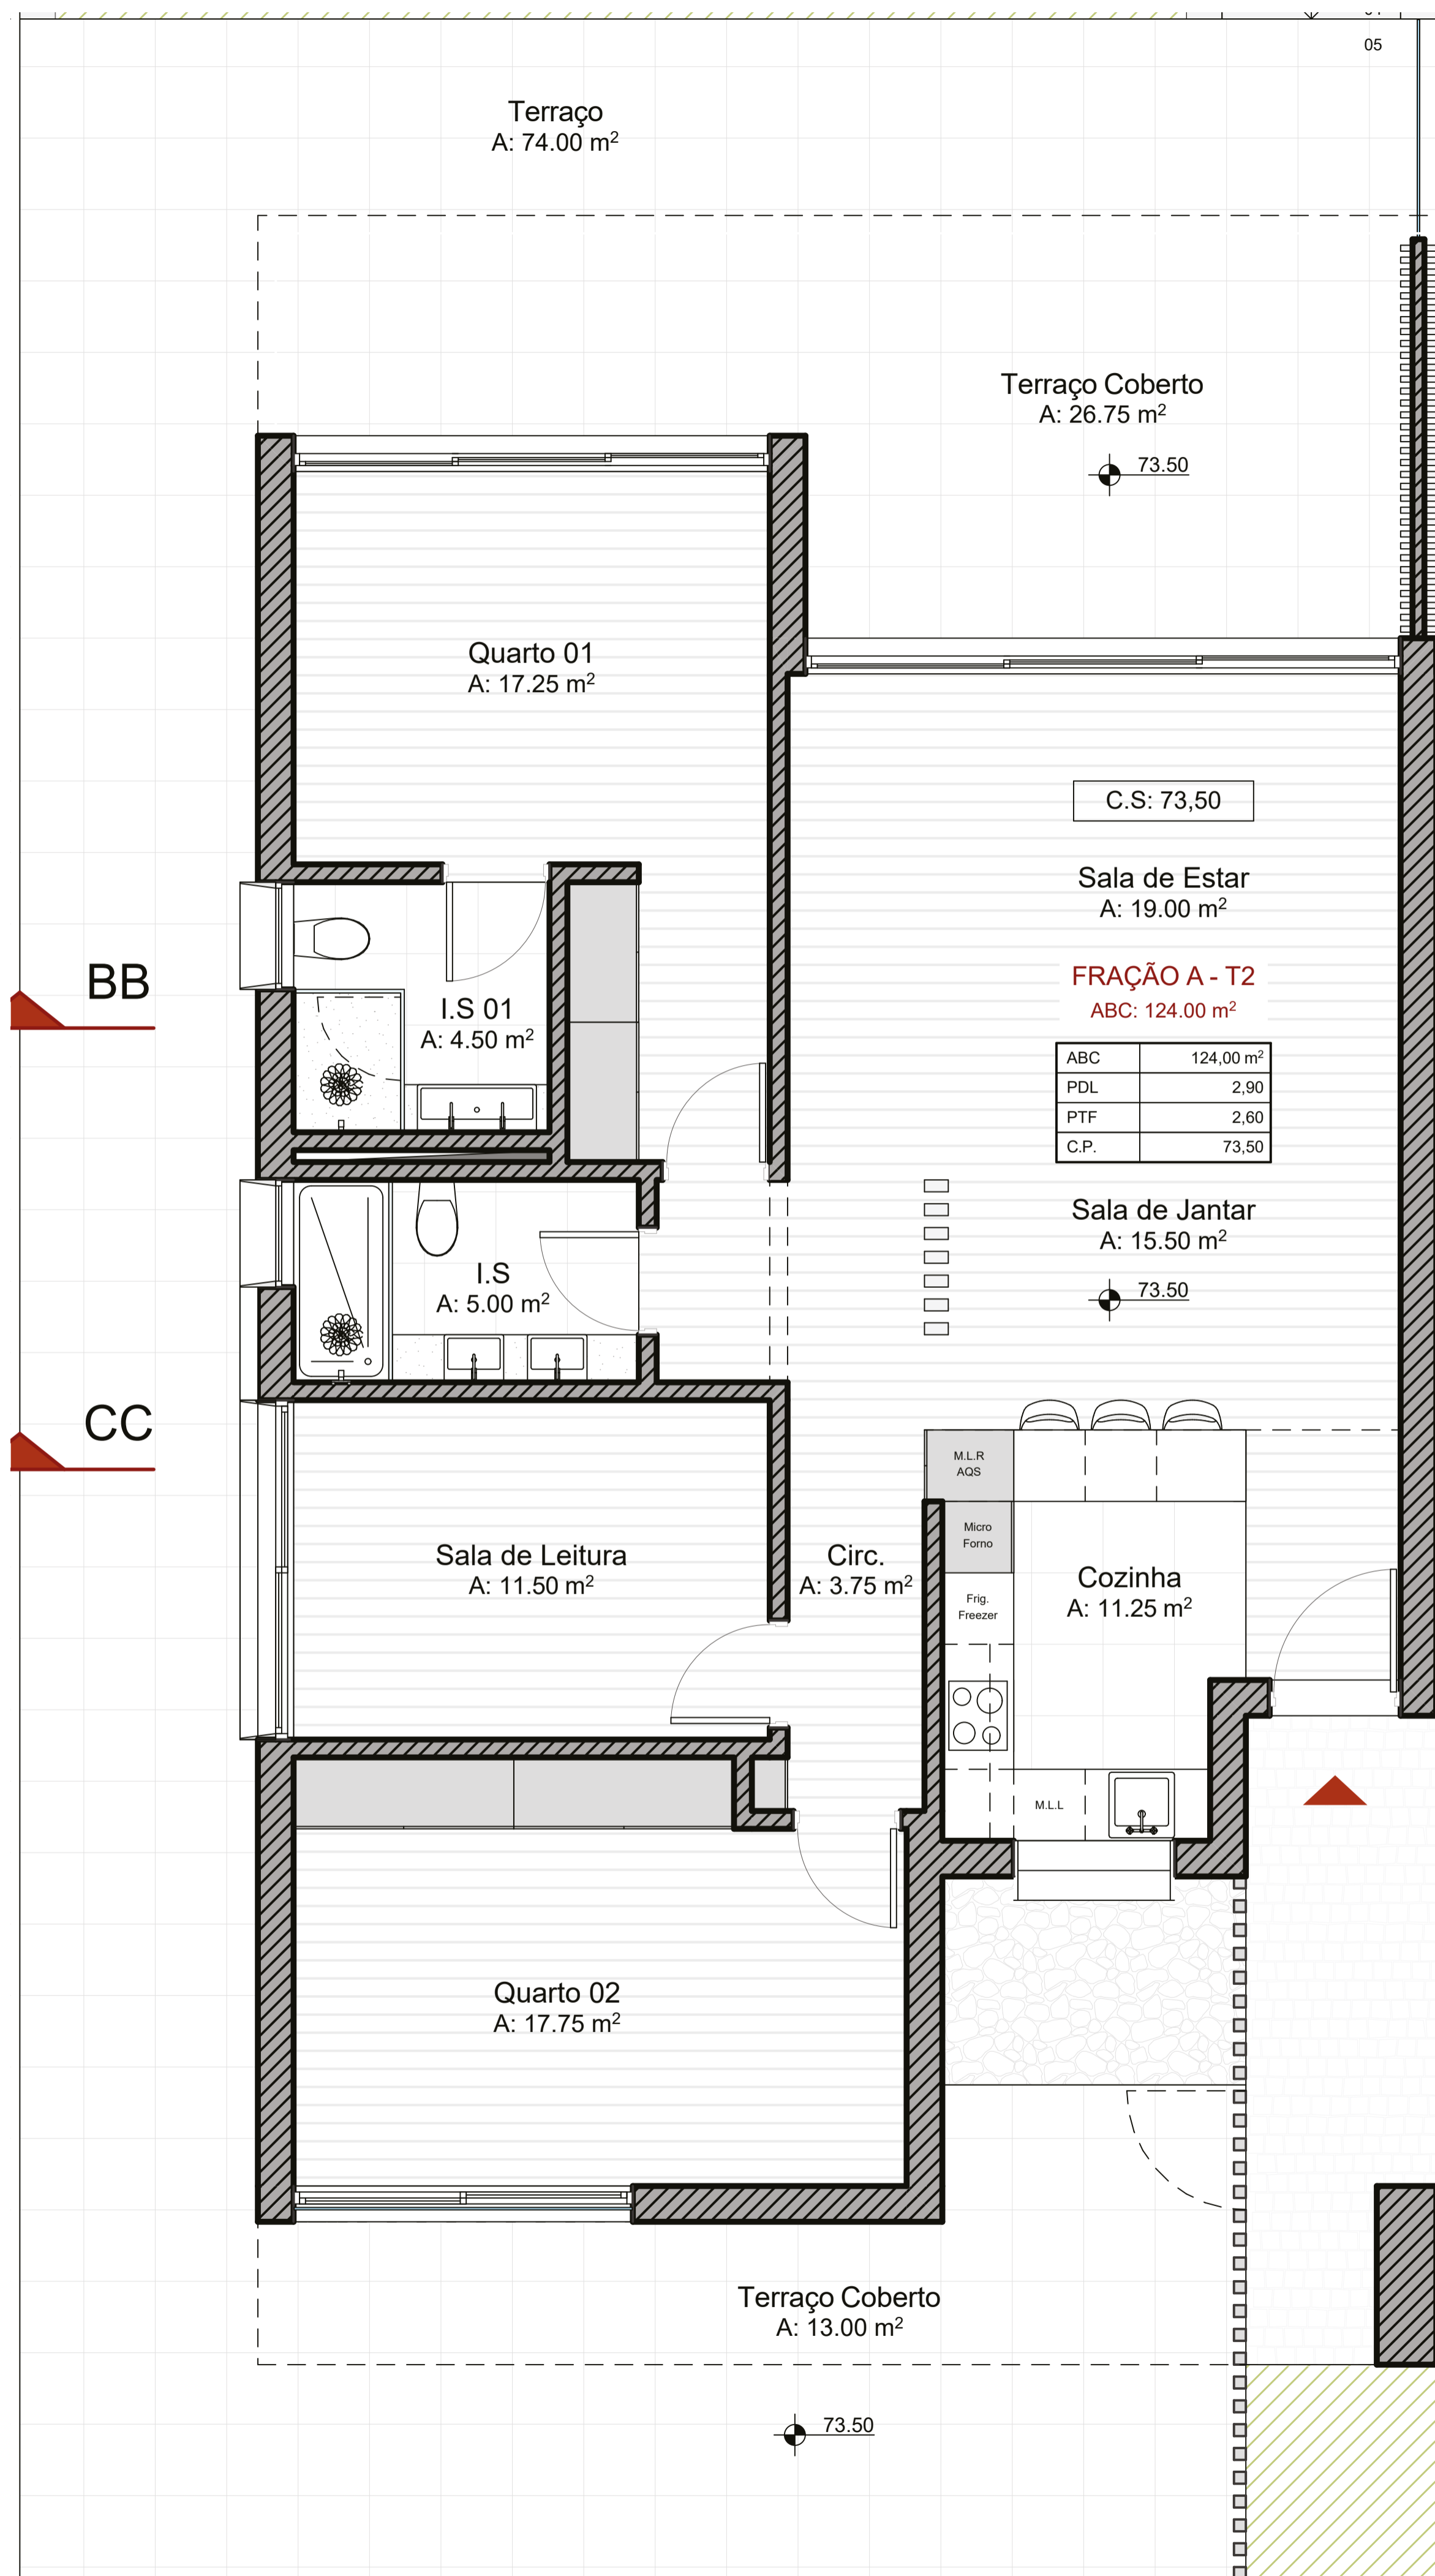 05
Terraço
A: 74.00 m²
Terraço Coberto
A: 26.75 m²
73.50
Quarto 01
A: 17.25 m²
C.S: 73,50
Sala de Estar
A: 19.00 m²
FRAÇÃO A - T2
ABC: 124.00 m²
BB
I.S 01
A: 4.50 m²
ABC 124,00 m²
PDL 2,90
PTF 2,60
C.P. 73,50
Sala de Jantar
A: 15.50 m²
73.50
I.S
A: 5.00 m²
CC
M.L.R
AQS
Micro
Forno
Sala de Leitura
A: 11.50 m²
Circ.
A: 3.75 m²
Cozinha
A: 11.25 m²
Frig.
Freezer
M.L.L
Quarto 02
A: 17.75 m²
Terraço Coberto
A: 13.00 m²
73.50